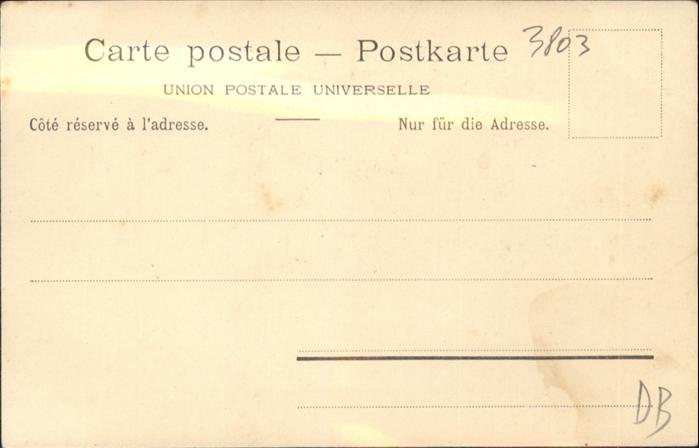 Carte postale — Postkarte 3803
UNION POSTALE UNIVERSELLE
Côté réservé à l'adresse. Nur für die Adresse.
DB